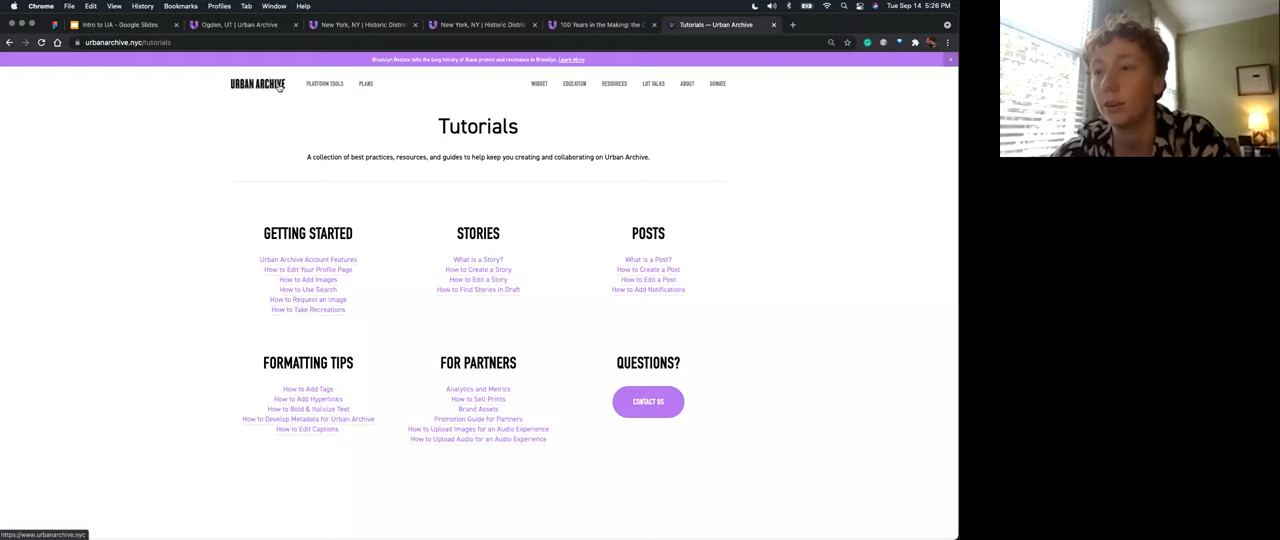 Chrome File Edit View History Bookmarks Profiles Tab Window Help
Tue Sep 14 5:26 PM
Intro to UA - Google Slides
Ogden, UT | Urban Archive
New York, NY | Historic Distric
New York, NY | Historic Distric
100 Years in the Making: the C
Tutorials — Urban Archive
urbanarchive.nyc/tutorials
Brooklyn Resists tells the long history of Black protest and resistance in Brooklyn. Learn More
URBAN ARCHIVE PLATFORM TOOLS PLANS WIDGET EDUCATION RESOURCES LOT TALKS ABOUT DONATE
Tutorials
A collection of best practices, resources, and guides to help keep you creating and collaborating on Urban Archive.
GETTING STARTED
Urban Archive Account Features
How to Edit Your Profile Page
How to Add Images
How to Use Search
How to Request an Image
How to Take Recreations
STORIES
What is a Story?
How to Create a Story
How to Edit a Story
How to Find Stories in Draft
POSTS
What is a Post?
How to Create a Post
How to Edit a Post
How to Add Notifications
FORMATTING TIPS
How to Add Tags
How to Add Hyperlinks
How to Bold & Italicize Text
How to Develop Metadata for Urban Archive
How to Edit Captions
FOR PARTNERS
Analytics and Metrics
How to Sell Prints
Brand Assets
Promotion Guide for Partners
How to Upload Images for an Audio Experience
How to Upload Audio for an Audio Experience
QUESTIONS?
CONTACT US
https://www.urbanarchive.nyc